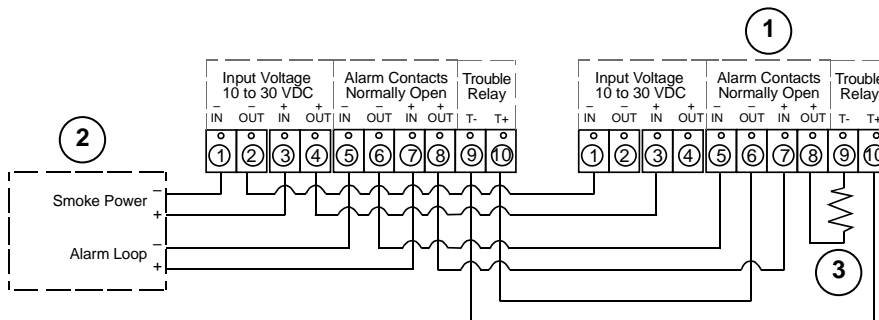 1
Input Voltage
10 to 30 VDC
Alarm Contacts
Normally Open
Trouble
Relay
− − + + − − + +
IN OUT IN OUT IN OUT IN OUT T- T+
1 2 3 4 5 6 7 8 9 10
Input Voltage
10 to 30 VDC
Alarm Contacts
Normally Open
Trouble
Relay
− − + + − − + +
IN OUT IN OUT IN OUT IN OUT T- T+
1 2 3 4 5 6 7 8 9 10
2
Smoke Power −
+
Alarm Loop −
+
3